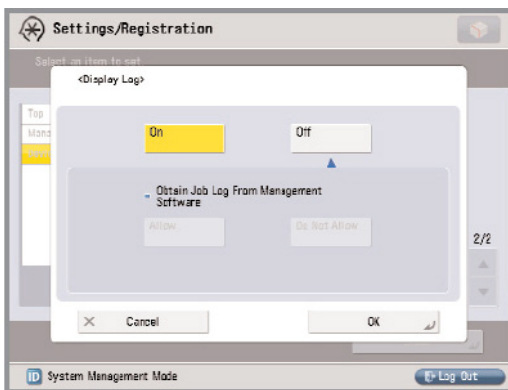 Settings/Registration
Select an item to set.
<Display Log>
Top
On
Off
Obtain Job Log From Management
Software
Allow
Do Not Allow
2/2
Cancel
OK
ID System Management Mode
Log Out